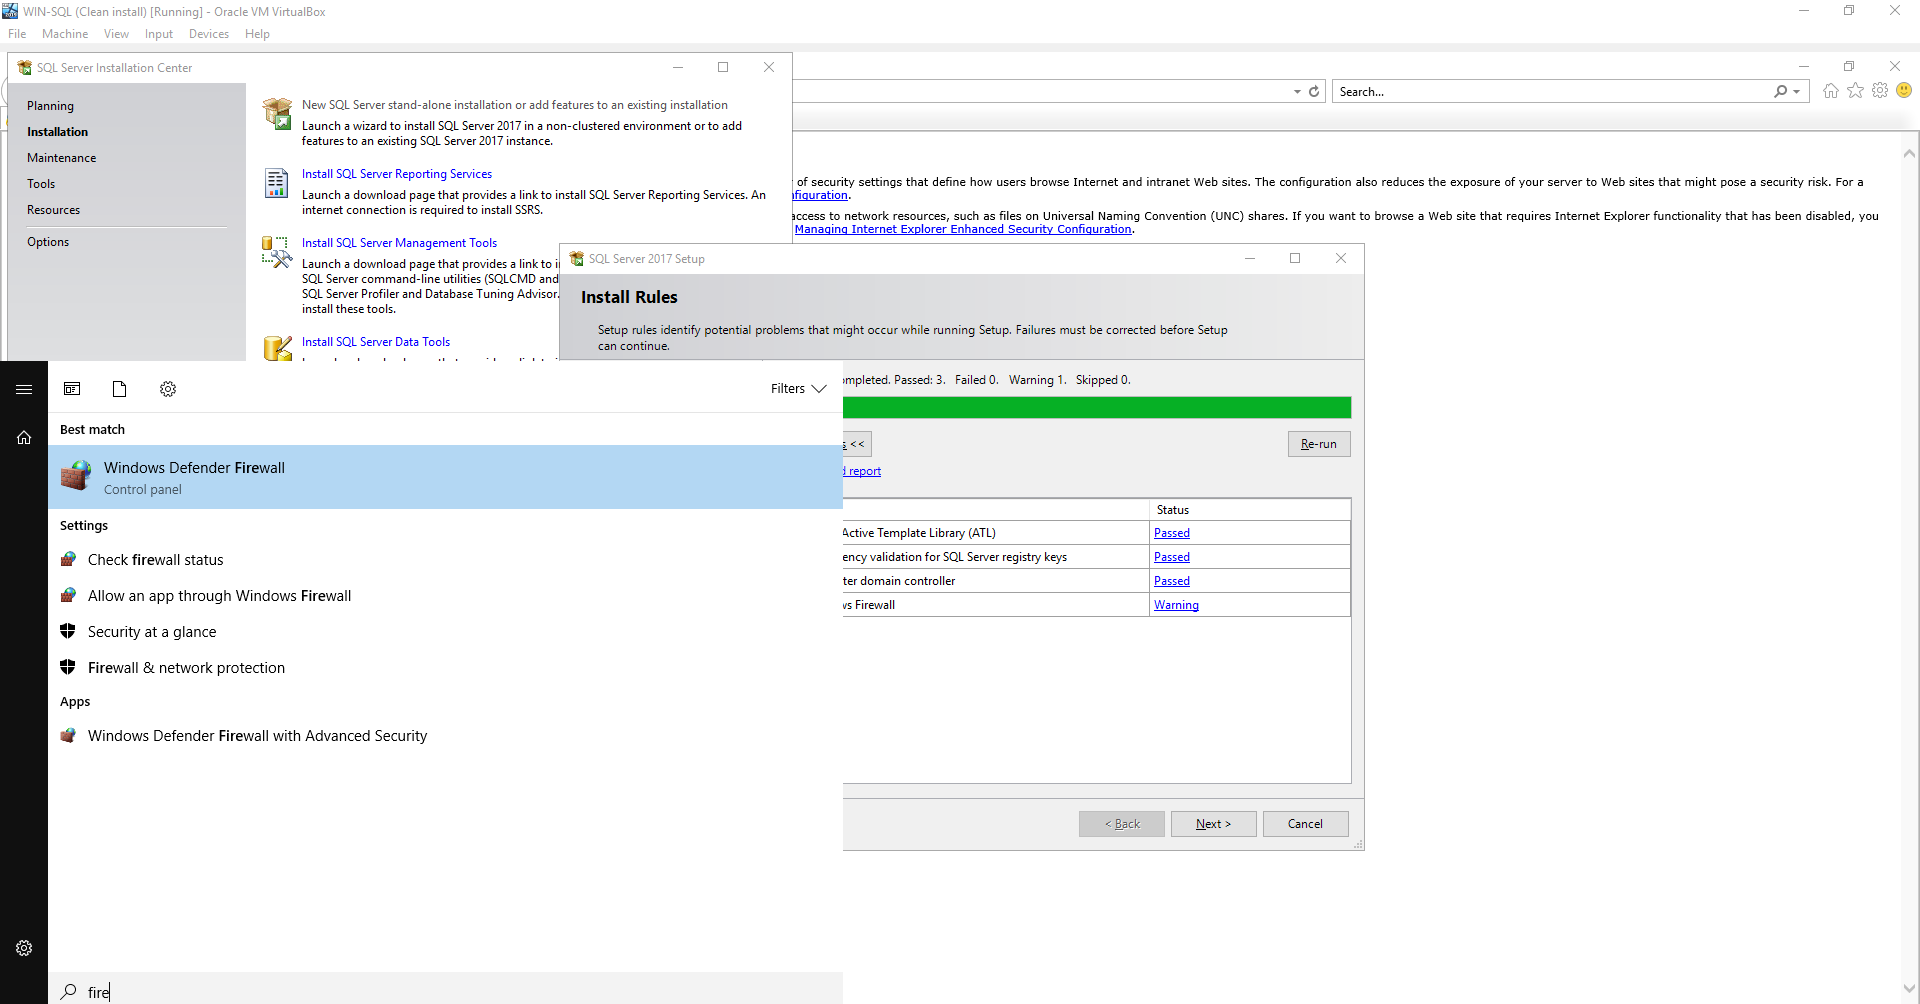 WIN-SQL (Clean install) [Running] - Oracle VM VirtualBox
File Machine View Input Devices Help
SQL Server Installation Center
Planning
Installation
Maintenance
Tools
Resources
Options
New SQL Server stand-alone installation or add features to an existing installation
Launch a wizard to install SQL Server 2017 in a non-clustered environment or to add
features to an existing SQL Server 2017 instance.
Install SQL Server Reporting Services
Launch a download page that provides a link to install SQL Server Reporting Services. An
internet connection is required to install SSRS.
Install SQL Server Management Tools
Launch a download page that provides a link to
SQL Server command-line utilities (SQLCMD and
SQL Server Profiler and Database Tuning Advisor.
install these tools.
Install SQL Server Data Tools
Search...
of security settings that define how users browse Internet and intranet Web sites. The configuration also reduces the exposure of your server to Web sites that might pose a security risk. For a
nfiguration.
access to network resources, such as files on Universal Naming Convention (UNC) shares. If you want to browse a Web site that requires Internet Explorer functionality that has been disabled, you
Managing Internet Explorer Enhanced Security Configuration.
SQL Server 2017 Setup
Install Rules
Setup rules identify potential problems that might occur while running Setup. Failures must be corrected before Setup
can continue.
ompleted. Passed: 3. Failed 0. Warning 1. Skipped 0.
s <<
Re-run
d report
Status
Active Template Library (ATL) Passed
ency validation for SQL Server registry keys Passed
ter domain controller Passed
ws Firewall Warning
< Back Next > Cancel
Filters
Best match
Windows Defender Firewall
Control panel
Settings
Check firewall status
Allow an app through Windows Firewall
Security at a glance
Firewall & network protection
Apps
Windows Defender Firewall with Advanced Security
fire